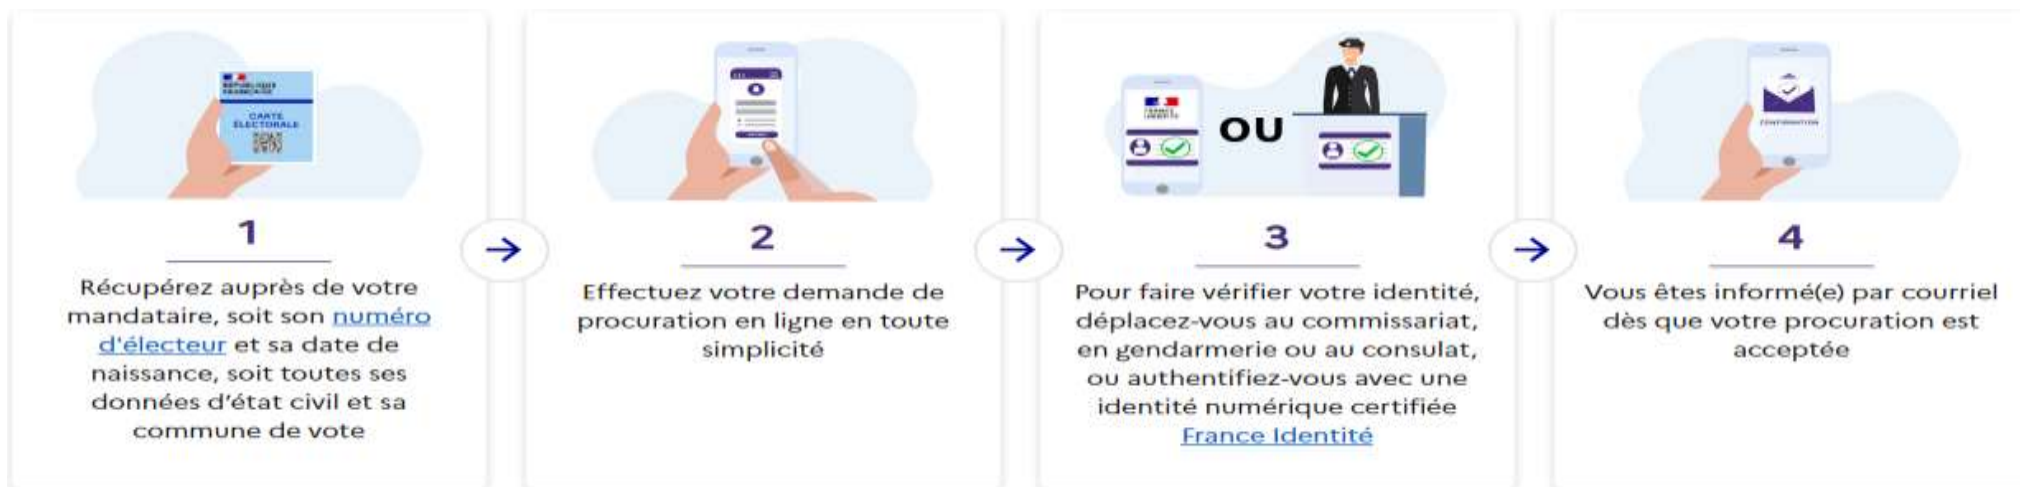 RÉPUBLIQUE
FRANÇAISE
CARTE
ÉLECTORALE
1
Récupérez auprès de votre
mandataire, soit son numéro
d'électeur et sa date de
naissance, soit toutes ses
données d'état civil et sa
commune de vote
2
Effectuez votre demande de
procuration en ligne en toute
simplicité
FRANCE
IDENTITÉ
OU
3
Pour faire vérifier votre identité,
déplacez-vous au commissariat,
en gendarmerie ou au consulat,
ou authentifiez-vous avec une
identité numérique certifiée
France Identité
CONFIRMATION
4
Vous êtes informé(e) par courriel
dès que votre procuration est
acceptée